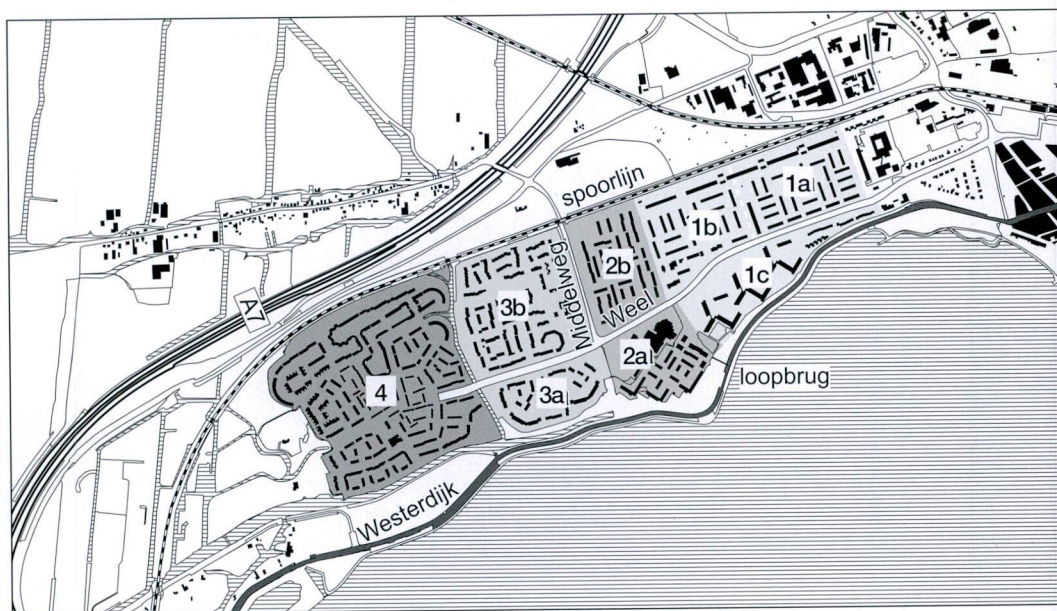 spoorlijn
1a
1b
Middelweg
2b
1c
3b
Weel
A7
2a
4
3a
loopbrug
Westerdijk